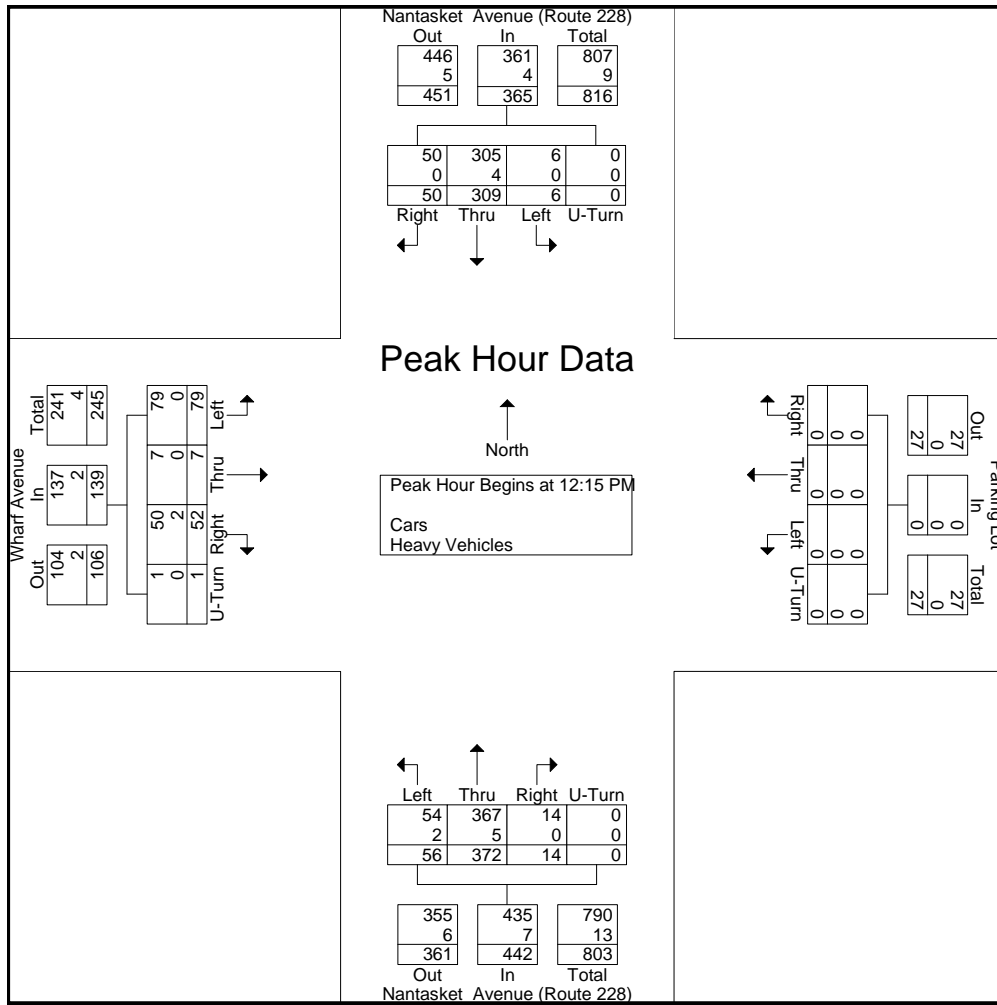 Nantasket Avenue (Route 228)
Out In Total
446 361 807
5 4 9
451 365 816
50 305 6 0
0 4 0 0
50 309 6 0
Right Thru Left U-Turn
Peak Hour Data
North
Peak Hour Begins at 12:15 PM
Cars
Heavy Vehicles
Wharf Avenue
Total In Out
241 137 104
4 2 2
245 139 106
79 7 50 1
0 0 2 0
79 7 52 1
Left Thru Right U-Turn
Parking Lot
Out In Total
27 0 27
0 0 0
27 0 27
0 0 0 0
0 0 0 0
0 0 0 0
Right Thru Left U-Turn
Left Thru Right U-Turn
54 367 14 0
2 5 0 0
56 372 14 0
355 435 790
6 7 13
361 442 803
Out In Total
Nantasket Avenue (Route 228)